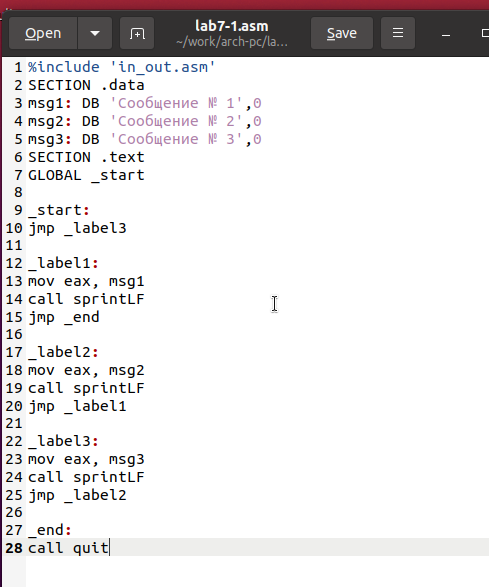 lab7-1.asm
Open
~/work/arch-pc/la...
Save
1 %include 'in_out.asm'
2 SECTION .data
3 msg1: DB 'Сообщение № 1',0
4 msg2: DB 'Сообщение № 2',0
5 msg3: DB 'Сообщение № 3',0
6 SECTION .text
7 GLOBAL _start
8
9 _start:
10 jmp _label3
11
12 _label1:
13 mov eax, msg1
14 call sprintLF
15 jmp _end
16
17 _label2:
18 mov eax, msg2
19 call sprintLF
20 jmp _label1
21
22 _label3:
23 mov eax, msg3
24 call sprintLF
25 jmp _label2
26
27 _end:
28 call quit